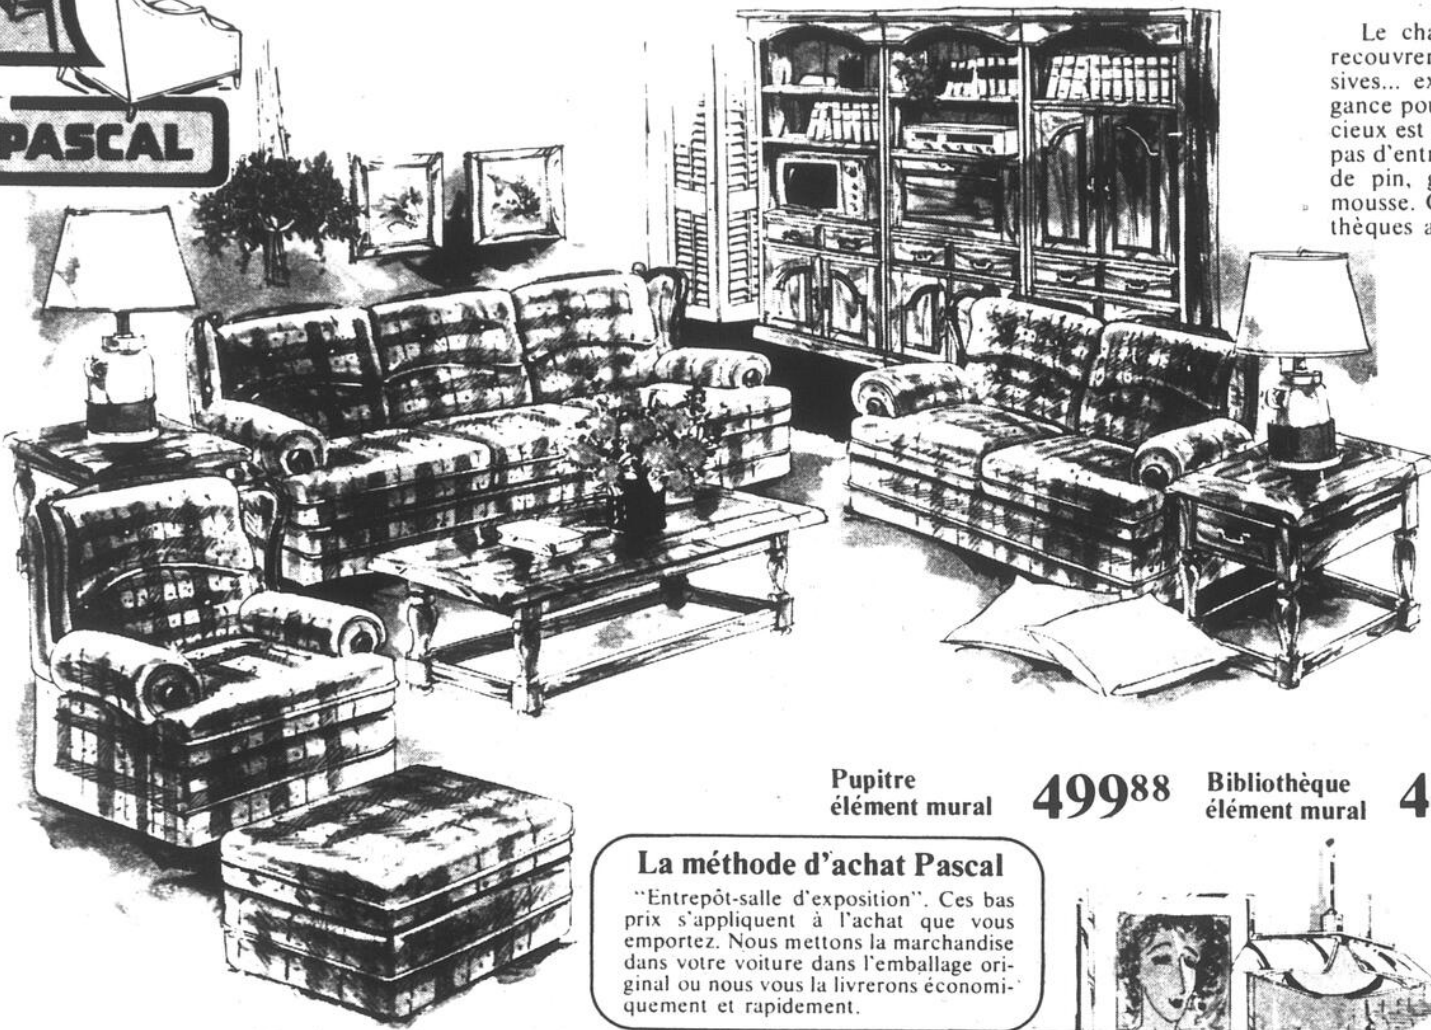 PASCAL
Le cha
recouvrem
sives... ex
gance pou
cieux est
pas d'entr
de pin, g
mousse. C
thèques a
Pupitre
élément mural
499⁸⁸
Bibliothèque
élément mural
4
La méthode d'achat Pascal
"Entrepôt-salle d'exposition". Ces bas
prix s'appliquent à l'achat que vous
emportez. Nous mettons la marchandise
dans votre voiture dans l'emballage ori-
ginal ou nous vous la livrerons économi-
quement et rapidement.